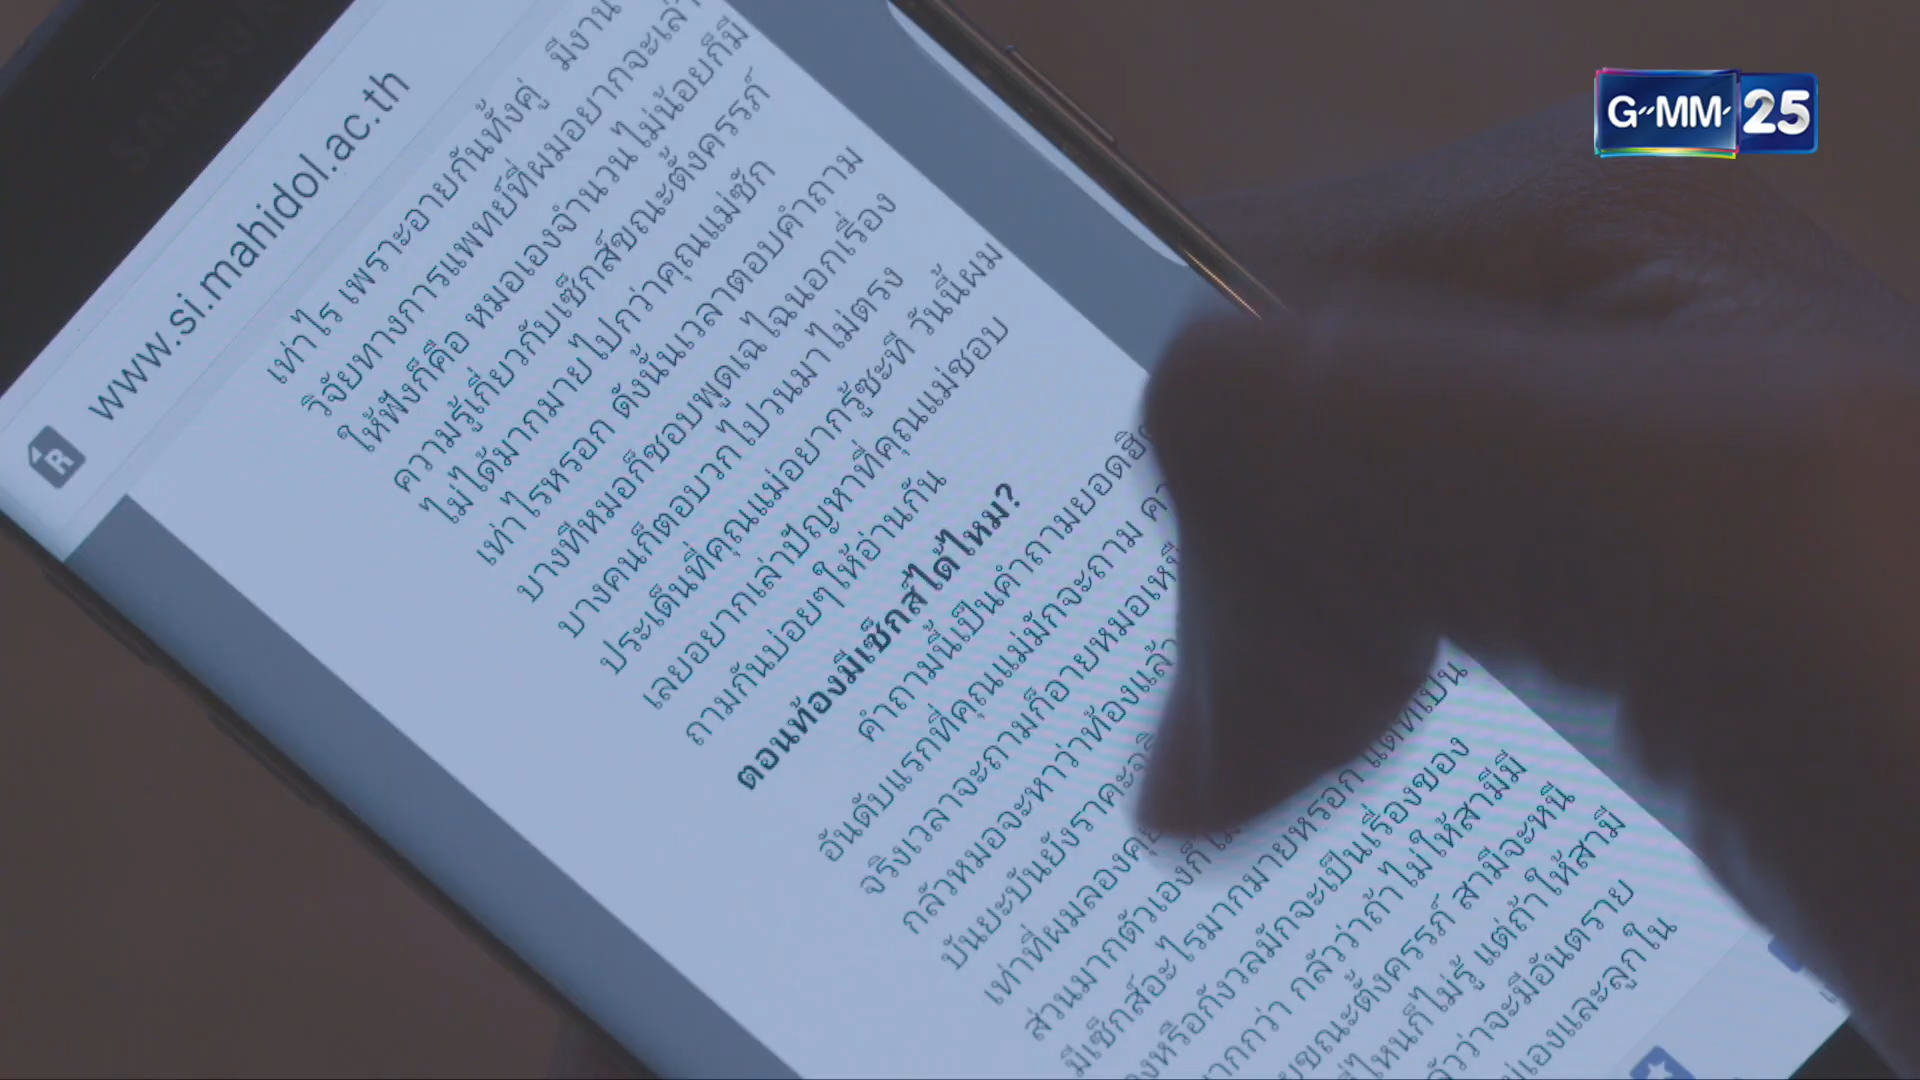 SAMSUNG
www.si.mahidol.ac.th
GMM 25
เท่าไร เพราะอายกันทั้งคู่ มีงาน
วิจัยทางการแพทย์ที่ผมอยากจะเล่า
ให้ฟังก็คือ หมอเองจำนวนไม่น้อยก็มี
ความรู้เกี่ยวกับเซ็กส์ขณะตั้งครรภ์
ไม่ได้มากมายไปกว่าคุณแม่ซัก
เท่าไรหรอก ดังนั้นเวลาตอบคำถาม
บางทีหมอก็ชอบพูดเฉไฉนอกเรื่อง
บางคนก็ตอบวกไปวนมาไม่ตรง
ประเด็นที่คุณแม่อยากรู้ซะที วันนี้ผม
เลยอยากเล่าปัญหาที่คุณแม่ชอบ
ถามกันบ่อยๆ ให้อ่านกัน
ตอนท้องมีเซ็กส์ได้ไหม?
คำถามนี้เป็นคำถามยอดฮิต
อันดับแรกที่คุณแม่มักจะถาม
จริงเวลาจะถามก็อายหมอเหมื
กลัวหมอจะหาว่าท้องแล้ว
บันยะบันยังราคะ
เท่าที่ผมลองคุย
ส่วนมากตัวเองก็ไม่
มีเซ็กส์อะไรมากมายหรอก แต่ที่เป็น
หรือกังวลมักจะเป็นเรื่องของ
มากกว่า กลัวว่าถ้าไม่ให้สามีมี
ขณะตั้งครรภ์ สามีจะหนี
ไหนก็ไม่รู้ แต่ถ้าให้สามี
ว่าจะมีอันตราย
เองและลูกใน